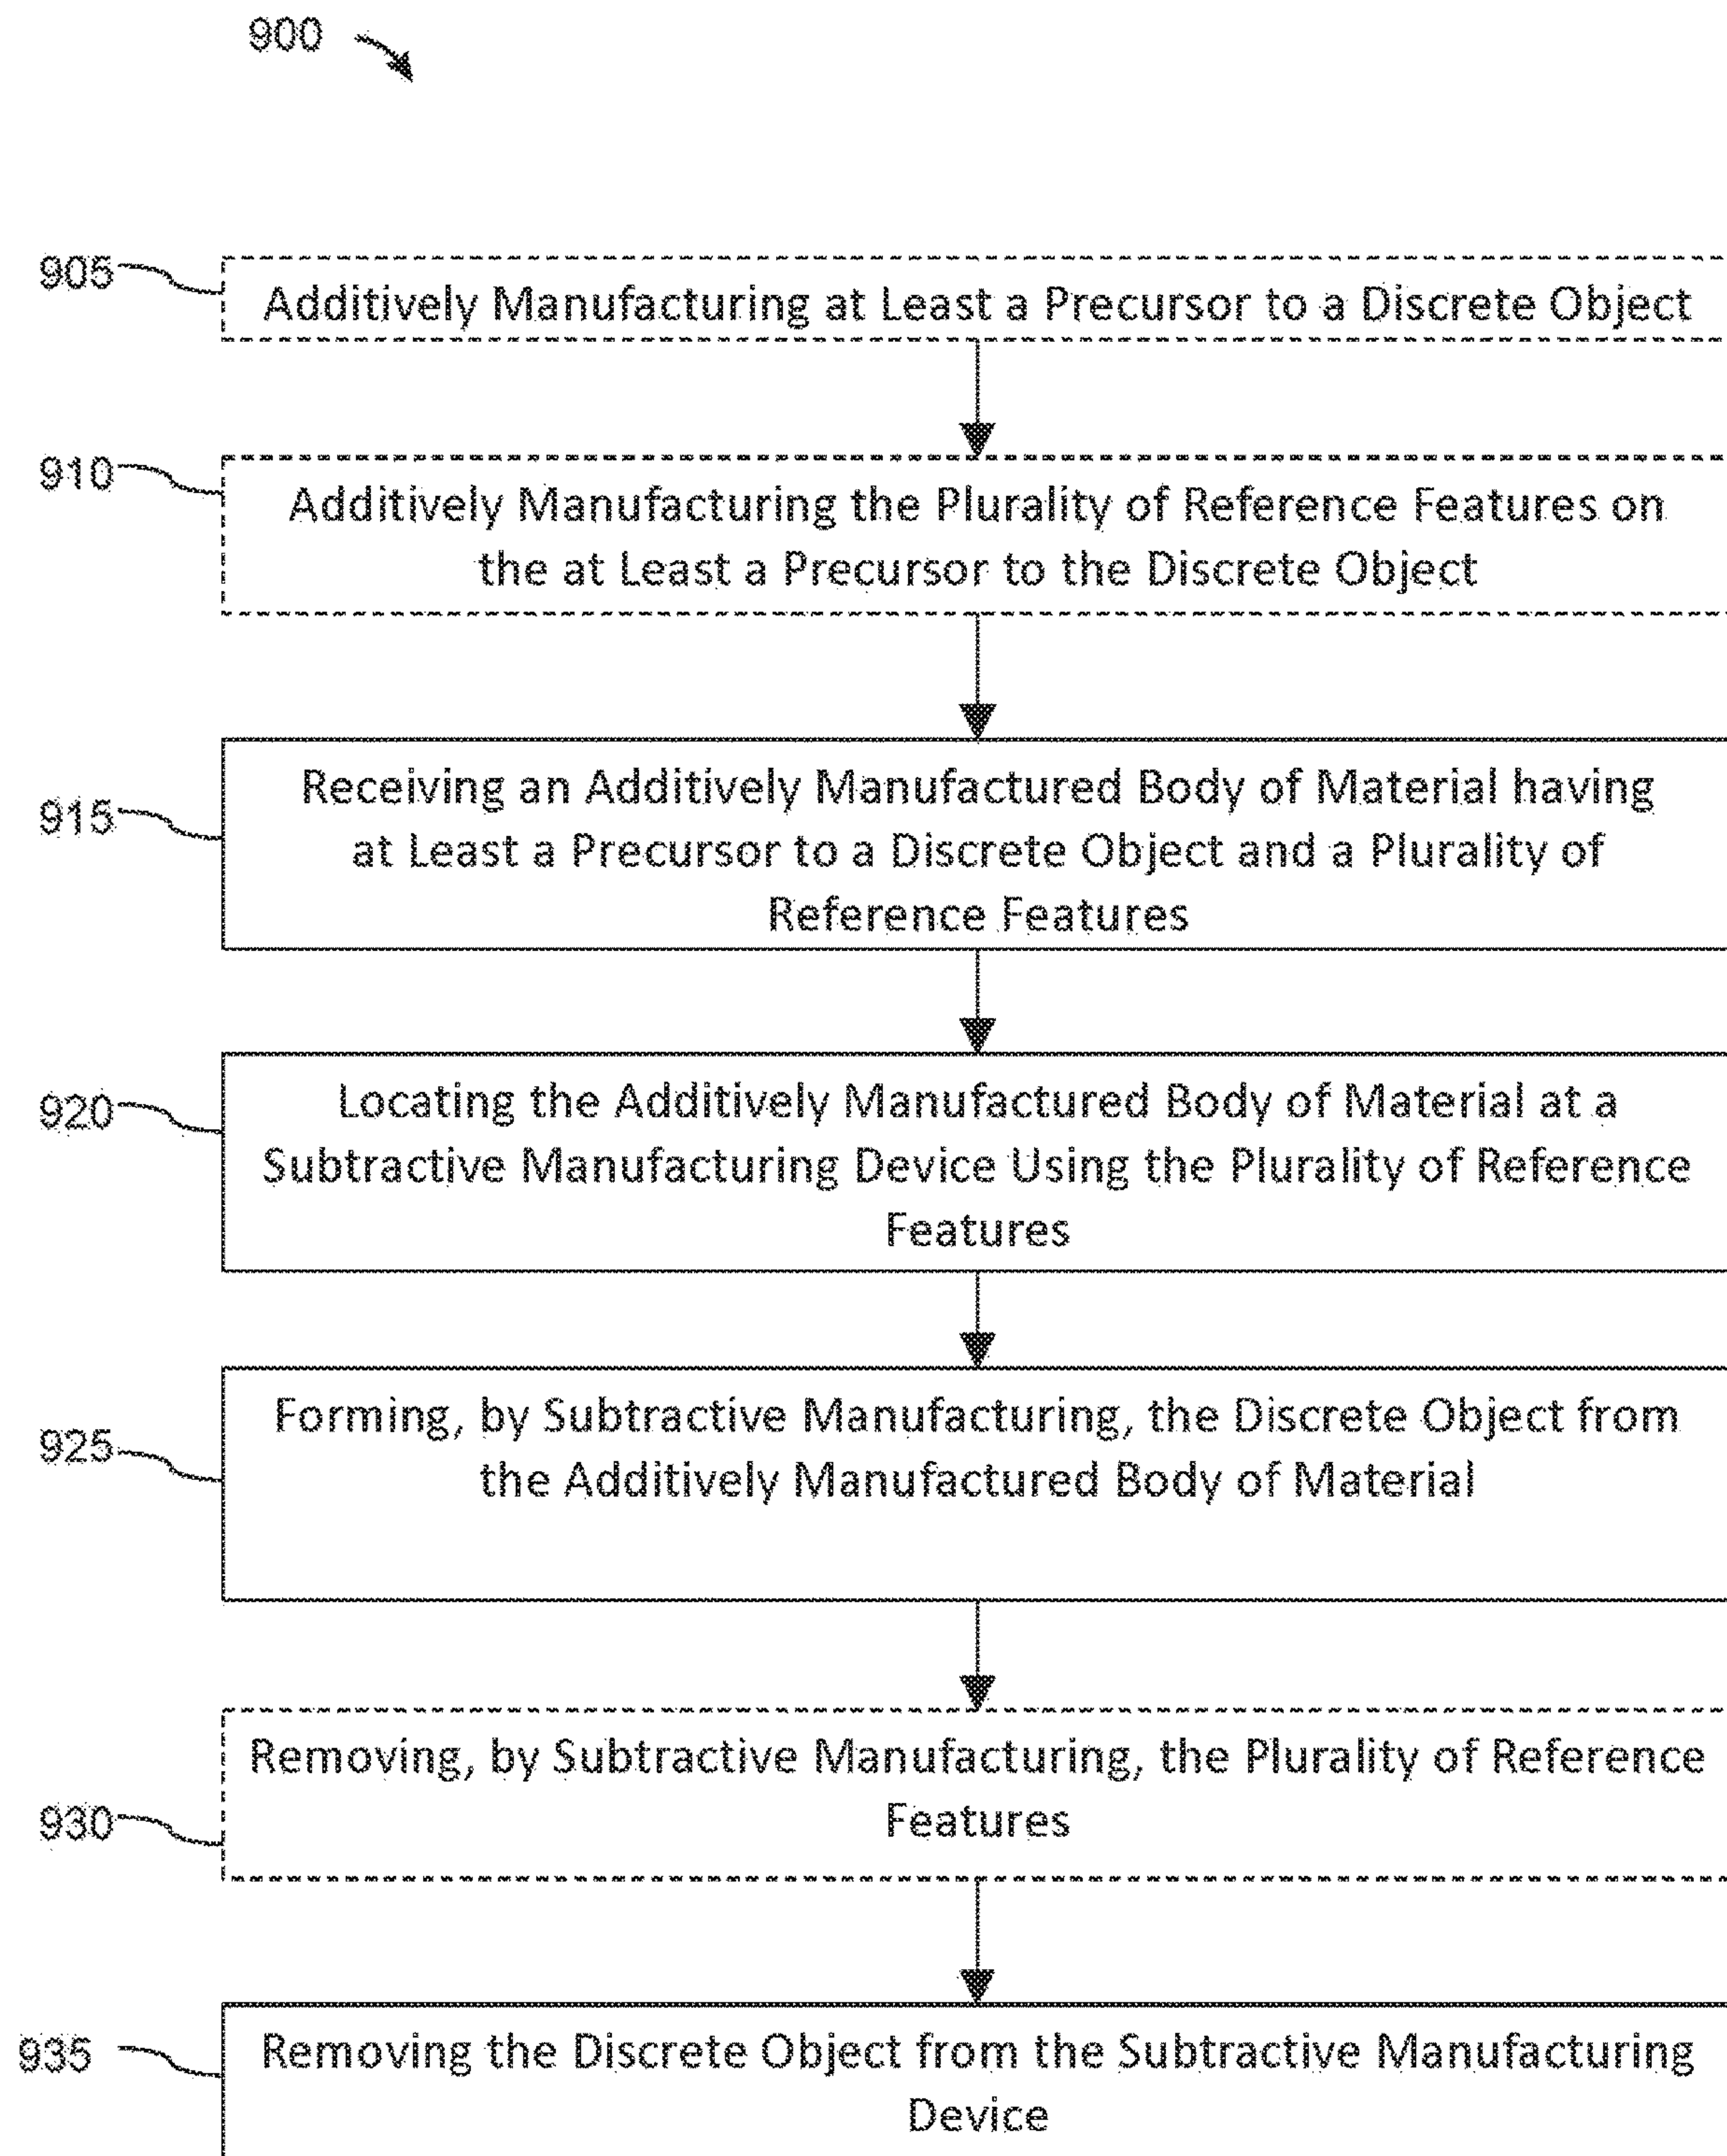 900
905
Additively Manufacturing at Least a Precursor to a Discrete Object
910
Additively Manufacturing the Plurality of Reference Features on
the at Least a Precursor to the Discrete Object
915
Receiving an Additively Manufactured Body of Material having
at Least a Precursor to a Discrete Object and a Plurality of
Reference Features
920
Locating the Additively Manufactured Body of Material at a
Subtractive Manufacturing Device Using the Plurality of Reference
Features
925
Forming, by Subtractive Manufacturing, the Discrete Object from
the Additively Manufactured Body of Material
930
Removing, by Subtractive Manufacturing, the Plurality of Reference
Features
935
Removing the Discrete Object from the Subtractive Manufacturing
Device